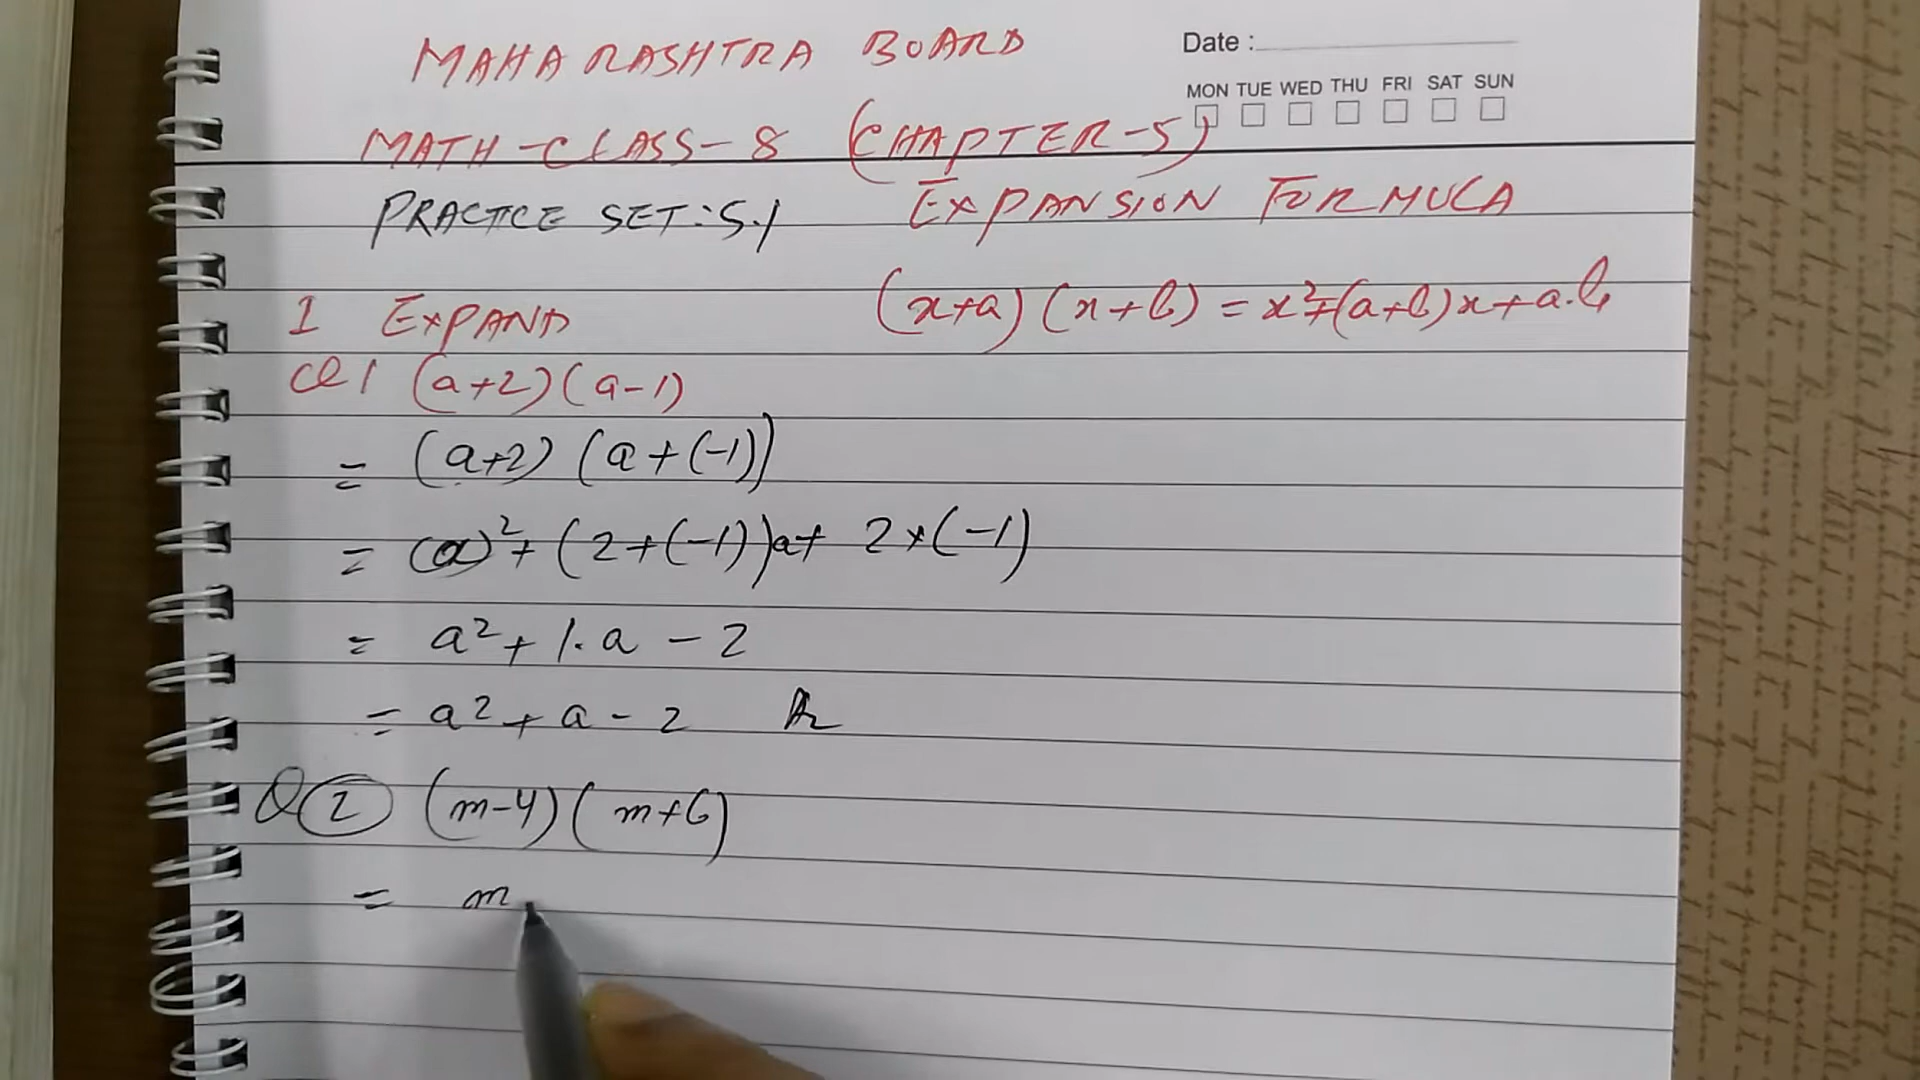 MAHARASHTRA BOARD
Date :
MON TUE WED THU FRI SAT SUN
MATH-CLASS-8 (CHAPTER-5)
PRACTICE SET:5.1 EXPANSION FORMULA
1 EXPAND (x+a)(x+b)=x²+(a+b)x+a.b
Q1 (a+2)(a-1)
= (a+2) (a+(-1))
= (a)²+(2+(-1))a+ 2×(-1)
= a²+1.a-2
= a²+a-2
Q 2 (m-4)(m+6)
= m